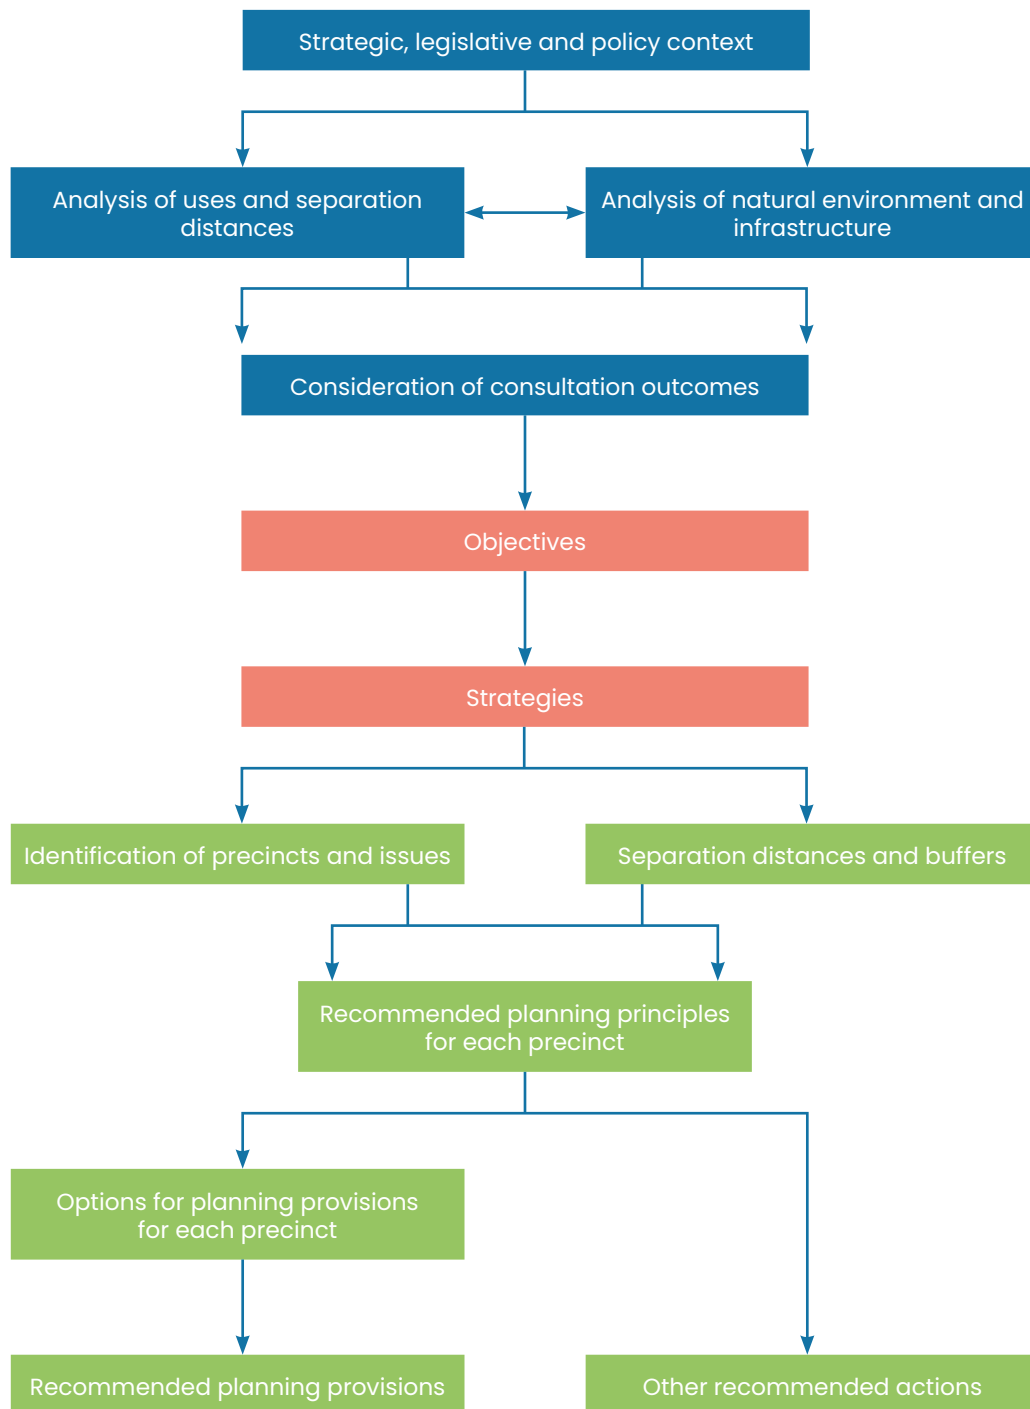 Strategic, legislative and policy context
Analysis of uses and separation
distances
Analysis of natural environment and
infrastructure
Consideration of consultation outcomes
Objectives
Strategies
Identification of precincts and issues
Separation distances and buffers
Recommended planning principles
for each precinct
Options for planning provisions
for each precinct
Recommended planning provisions
Other recommended actions